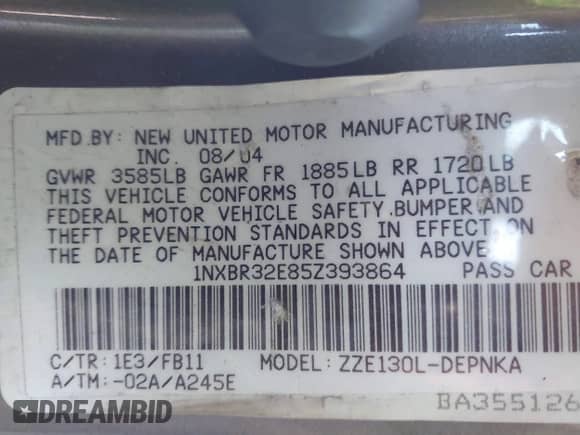 MFD.BY: NEW UNITED MOTOR MANUFACTURING
INC. 08/04
GVWR 3585LB GAWR FR 1885LB RR 1720LB
THIS VEHICLE CONFORMS TO ALL APPLICABLE
FEDERAL MOTOR VEHICLE SAFETY,BUMPER,AND
THEFT PREVENTION STANDARDS IN EFFECT ON
THE DATE OF MANUFACTURE SHOWN ABOVE.
1NXBR32E85Z393864 PASS CAR
C/TR: 1E3/FB11 MODEL: ZZE130L-DEPNKA
A/TM: -02A/A245E
BA355126
DREAMBID